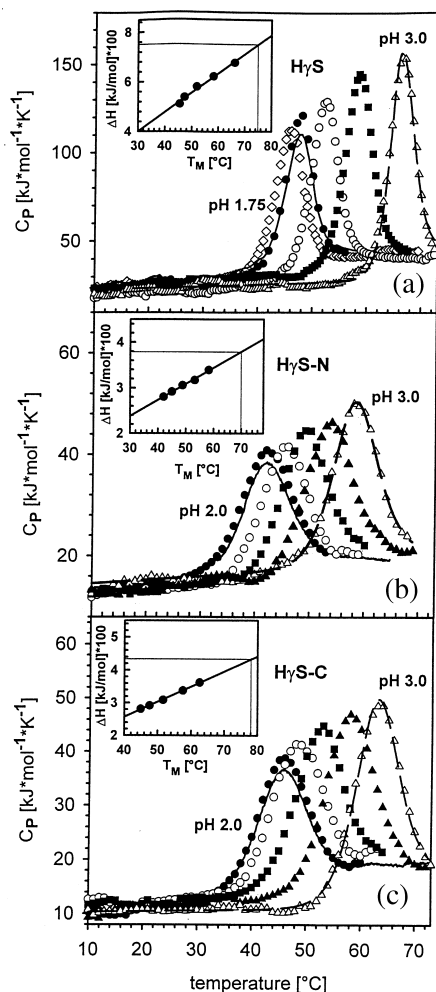 ΔH [kJ/mol]*100
8
6
4
30 40 50 60 70 80
T_M [°C]
HγS
pH 3.0
pH 1.75
150
100
50
C_P [kJ*mol⁻¹*K⁻¹]
(a)
ΔH [kJ/mol]*100
4
3
2
30 40 50 60 70 80
T_M [°C]
HγS-N
pH 3.0
pH 2.0
60
40
20
C_P [kJ*mol⁻¹*K⁻¹]
(b)
ΔH [kJ/mol]*100
5
4
3
2
40 50 60 70 80
T_M [°C]
HγS-C
pH 3.0
pH 2.0
60
50
40
30
20
10
C_P [kJ*mol⁻¹*K⁻¹]
(c)
10 20 30 40 50 60 70
temperature [°C]